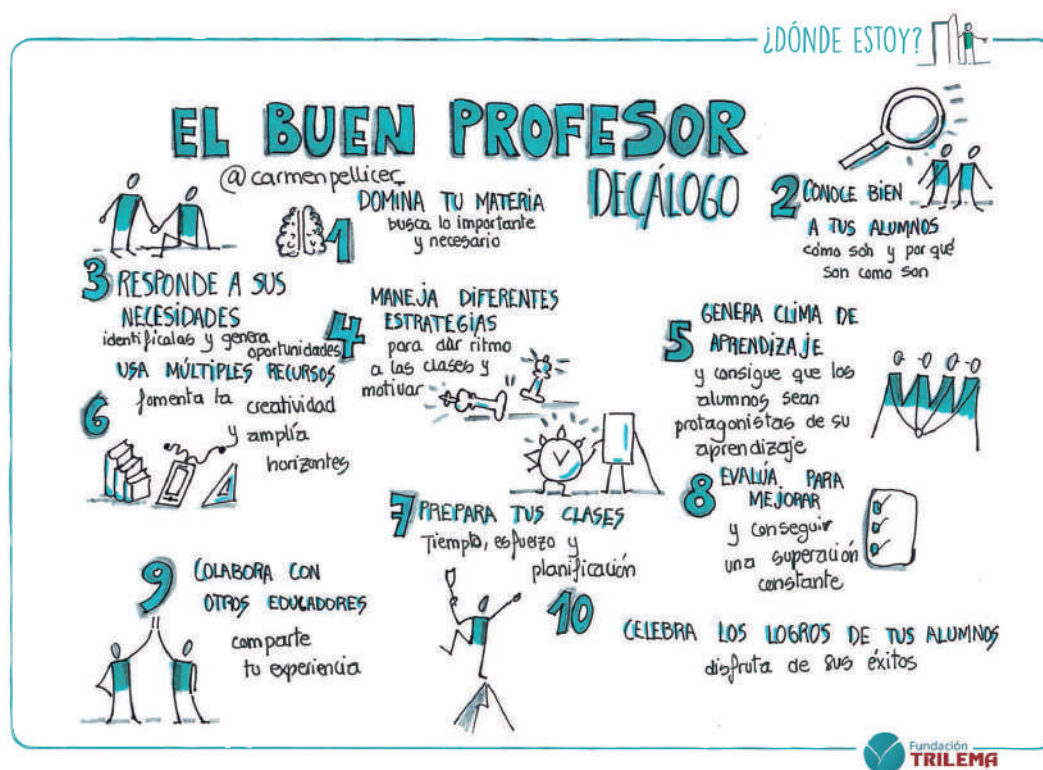 ¿DÓNDE ESTOY?
EL BUEN PROFESOR
@carmenpellicer
DECÁLOGO
1 DOMINA TU MATERIA
busca lo importante
y necesario
2 CONOCE BIEN
A TUS ALUMNOS
cómo son y por qué
son como son
3 RESPONDE A SUS
NECESIDADES
identifícalas y genera
oportunidades
4 MANEJA DIFERENTES
ESTRATEGIAS
para dar ritmo
a las clases y
motivar
5 GENERA CLIMA DE
APRENDIZAJE
y consigue que los
alumnos sean
protagonistas de su
aprendizaje
6 USA MÚLTIPLES RECURSOS
fomenta la creatividad
y amplía
horizontes
7 PREPARA TUS CLASES
Tiempo, esfuerzo y
planificación
8 EVALÚA PARA
MEJORAR
y conseguir
una superación
constante
9 COLABORA CON
OTROS EDUCADORES
comparte
tu experiencia
10 CELEBRA LOS LOGROS DE TUS ALUMNOS
disfruta de sus éxitos
Fundación
TRILEMA